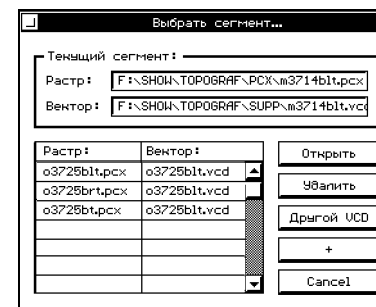 Выбрать сегмент...
Текущий сегмент:
Растр: F:\SHOW\TOPOGRAF\PCX\m3714blt.pcx
Вектор: F:\SHOW\TOPOGRAF\SUPP\m3714blt.vcd
Растр: Вектор: Открыть
o3725blt.pcx o3725blt.vcd
o3725brt.pcx o3725blt.vcd Удалить
o3725bt.pcx o3725blt.vcd Другой VCD
+
Cancel